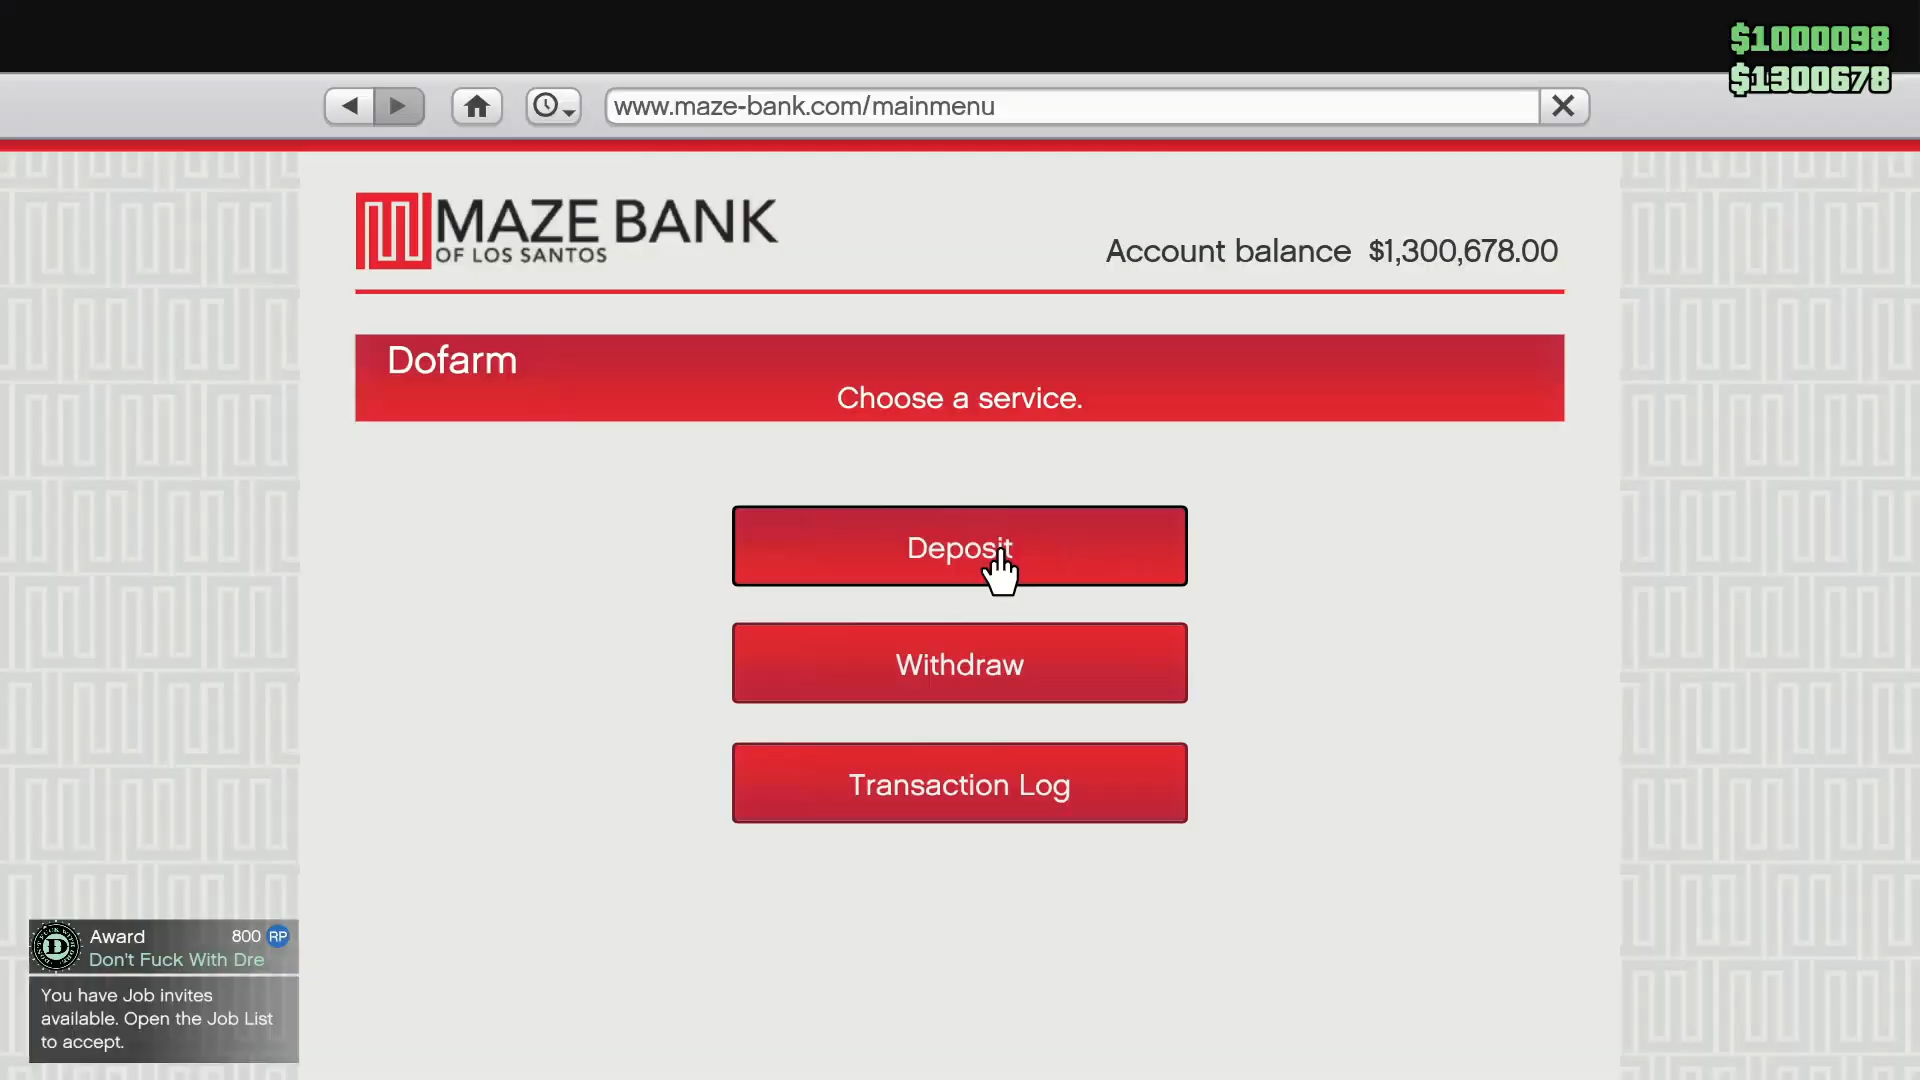 $1000098
$1300678
www.maze-bank.com/mainmenu
MAZE BANK
OF LOS SANTOS
Account balance $1,300,678.00
Dofarm
Choose a service.
Deposit
Withdraw
Transaction Log
Award 800 RP
Don't Fuck With Dre
You have Job invites
available. Open the Job List
to accept.